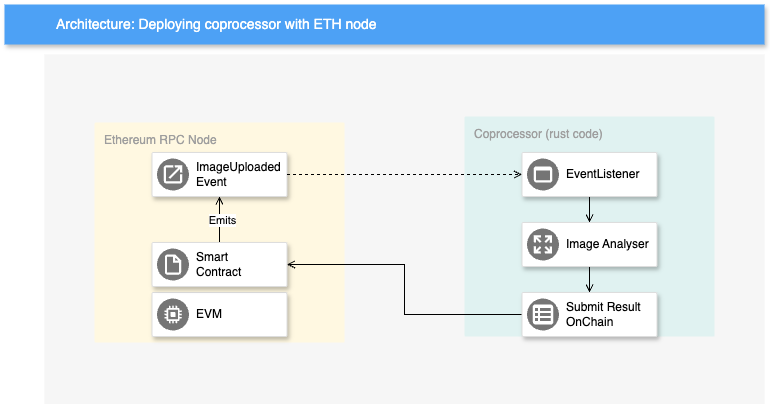 Architecture: Deploying coprocessor with ETH node
Ethereum RPC Node
ImageUploaded
Event
Emits
Smart
Contract
EVM
Coprocessor (rust code)
EventListener
Image Analyser
Submit Result
OnChain